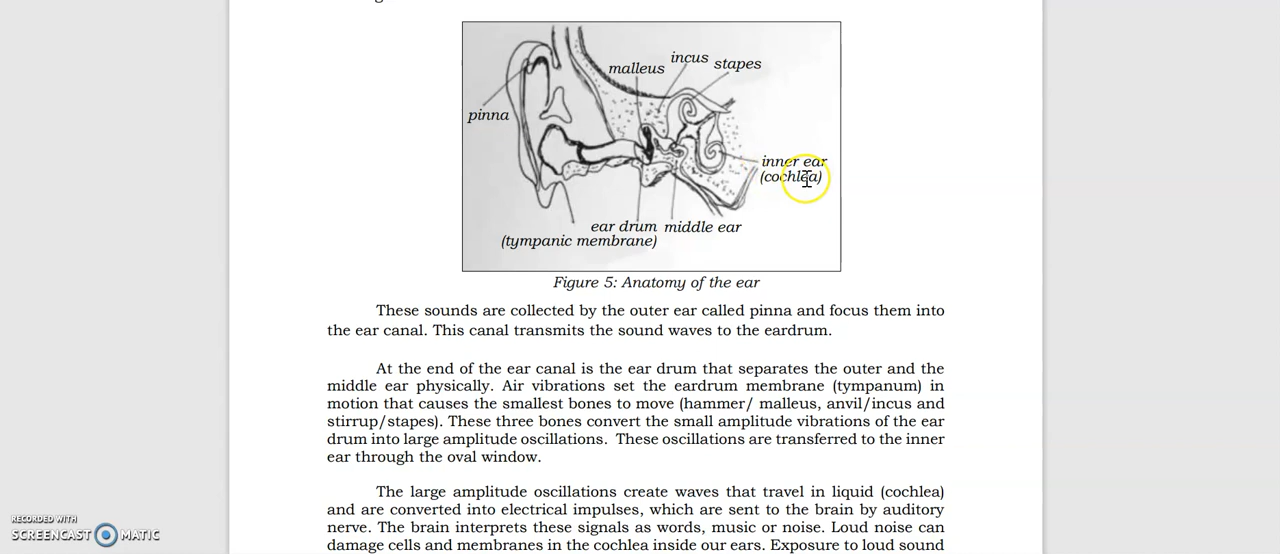 malleus incus stapes
pinna
inner ear
(cochlea)
ear drum middle ear
(tympanic membrane)
Figure 5: Anatomy of the ear
These sounds are collected by the outer ear called pinna and focus them into
the ear canal. This canal transmits the sound waves to the eardrum.
At the end of the ear canal is the ear drum that separates the outer and the
middle ear physically. Air vibrations set the eardrum membrane (tympanum) in
motion that causes the smallest bones to move (hammer/ malleus, anvil/incus and
stirrup/stapes). These three bones convert the small amplitude vibrations of the ear
drum into large amplitude oscillations. These oscillations are transferred to the inner
ear through the oval window.
The large amplitude oscillations create waves that travel in liquid (cochlea)
and are converted into electrical impulses, which are sent to the brain by auditory
nerve. The brain interprets these signals as words, music or noise. Loud noise can
damage cells and membranes in the cochlea inside our ears. Exposure to loud sound
RECORDED WITH
SCREENCAST MATIC